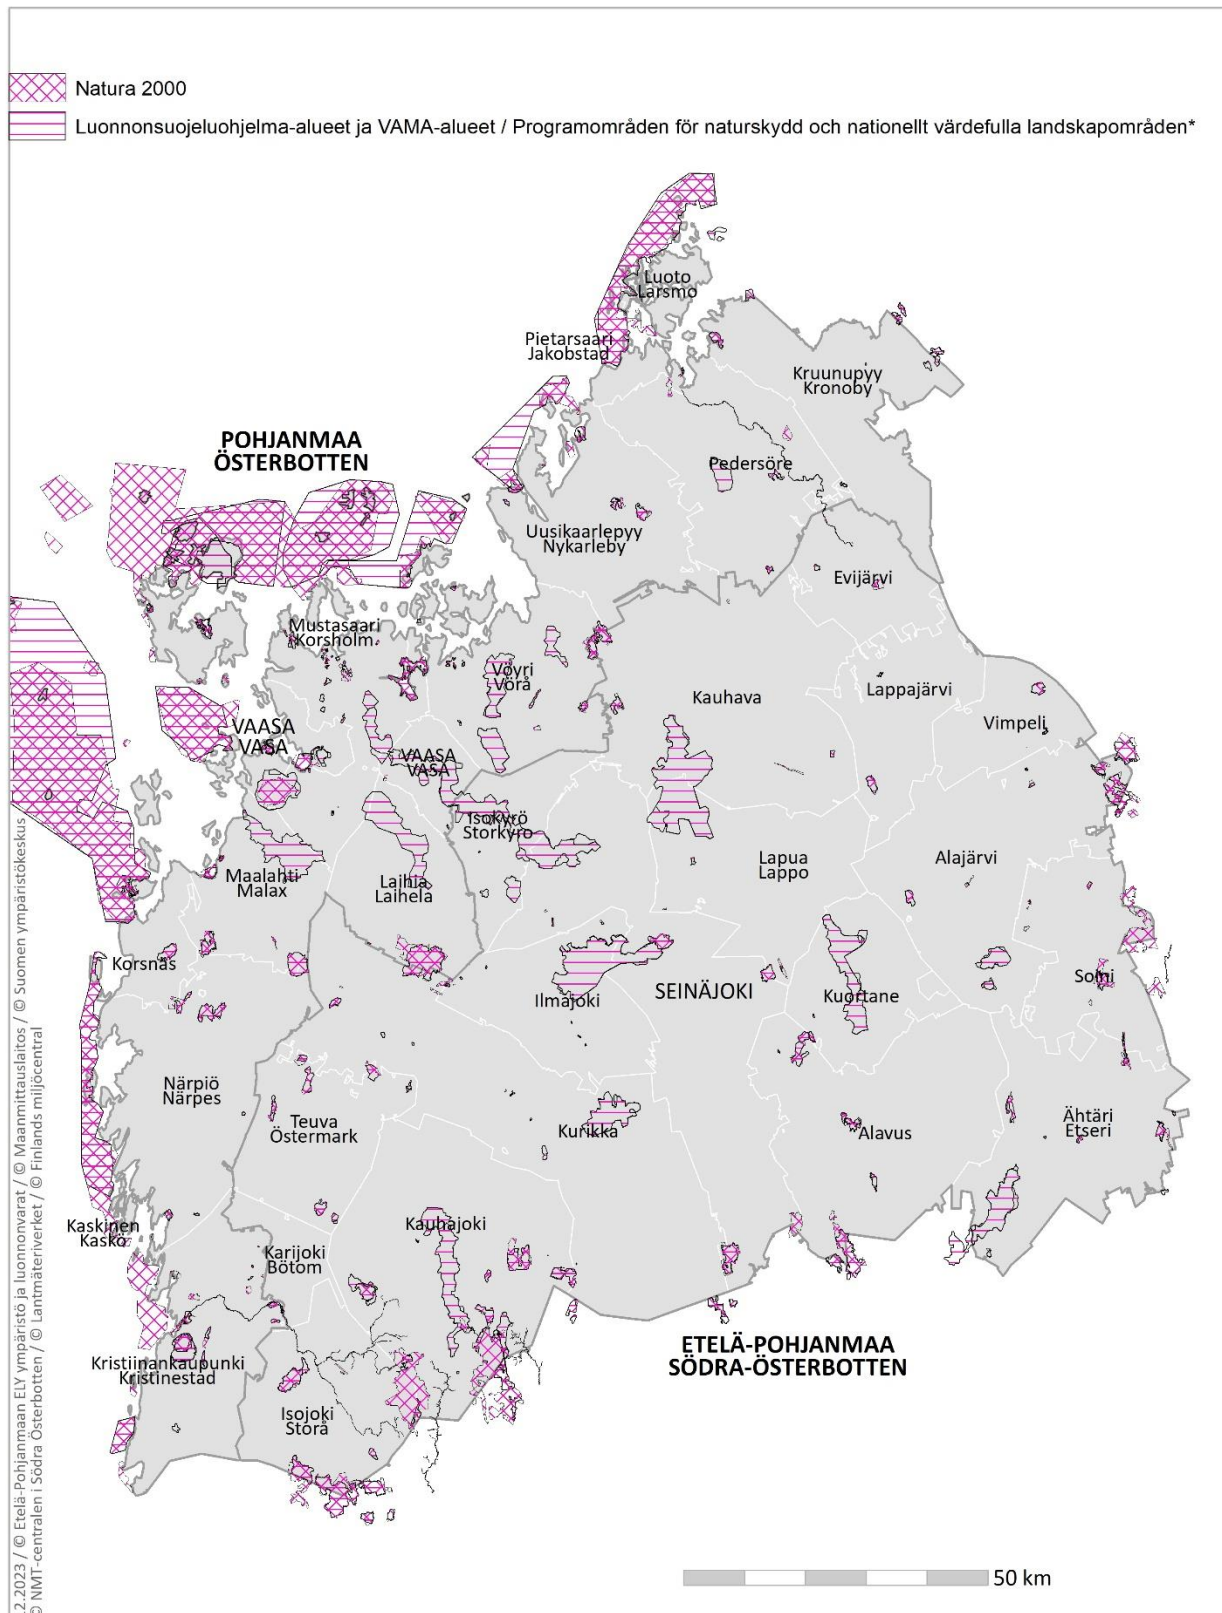 Natura 2000
Luonnonsuojeluohjelma-alueet ja VAMA-alueet / Programområden för naturskydd och nationellt värdefulla landskapområden*
Luoto
Larsmo
Pietarsaari
Jakobstad
Kruunupyy
Kronoby
POHJANMAA
ÖSTERBOTTEN
Pedersöre
Uusikaarlepyy
Nykarleby
Evijärvi
Mustasaari
Korsholm
Vöyri
Vörå
Kauhava
Lappajärvi
Vimpeli
VAASA
VASA
VAASA
VASA
Isokyrö
Storkyro
Maalahti
Malax
Laihia
Laihela
Lapua
Lappo
Alajärvi
Korsnäs
Ilmajoki
SEINÄJOKI
Kuortane
Soini
Närpiö
Närpes
Teuva
Östermark
Kurikka
Alavus
Ähtäri
Etseri
Kaskinen
Kaskö
Kauhajoki
Karijoki
Bötom
ETELÄ-POHJANMAA
SÖDRA-ÖSTERBOTTEN
Kristiinankaupunki
Kristinestad
Isojoki
Storå
50 km
.2.2023 / © Etelä-Pohjanmaan ELY ympäristö ja luonnonvarat / © Maanmittauslaitos / © Suomen ympäristökeskus
© NMT-centralen i Södra Österbotten / © Lantmäteriverket / © Finlands miljöcentral